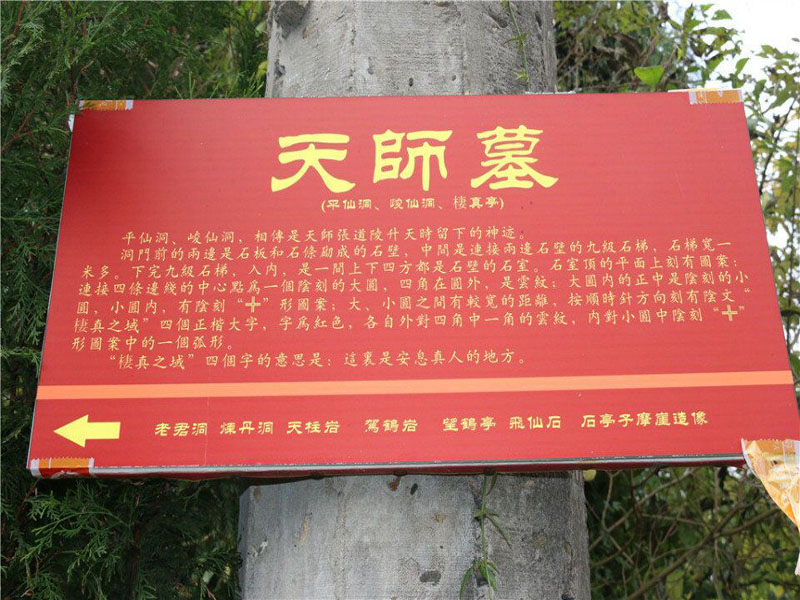 天師墓
(平仙洞、峻仙洞、棲真亭)
平仙洞、峻仙洞，相傳是天師張道陵升天時留下的神迹。
洞門前的兩邊是石板和石條勋成的石壁，中間是連接兩邊石壁的九級石梯，石梯寬一
米多。下完九級石梯，入内，是一間上下四方都是石壁的石室。石室頂的平面上刻有圖案：
連接四條邊綫的中心點爲一個陰刻的大圓，四角在圓外，是雲紋；大圓内的正中是陰刻的小
圓，小圓内，有陰刻“✚”形圖案；大、小圓之間有較寬的距離，按順時針方向刻有陰文“
棲真之城”四個正楷大字，字爲紅色，各自外對四角中一角的雲紋，内對小圓中陰刻“✚”
形圖案中的一個弧形。
“棲真之城”四個字的意思是：這裏是安息真人的地方。
老君洞 煉丹洞 天柱岩 駕鶴岩 望鶴亭 飛仙石 石亭子摩崖造像